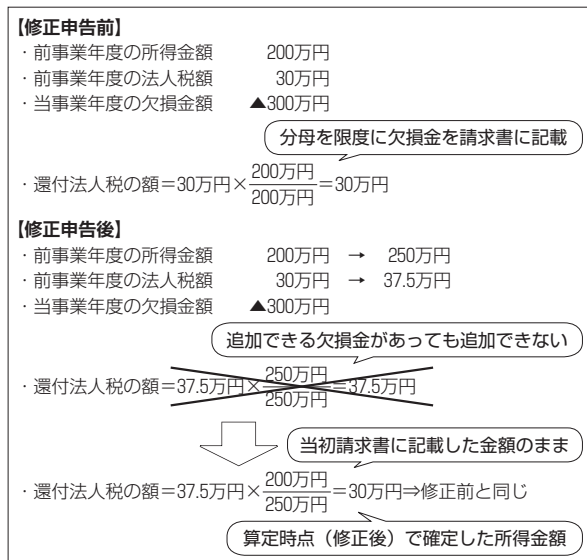 【修正申告前】
・前事業年度の所得金額　200万円
・前事業年度の法人税額　30万円
・当事業年度の欠損金額　▲300万円
分母を限度に欠損金を請求書に記載
・還付法人税の額＝30万円×200万円/200万円＝30万円
【修正申告後】
・前事業年度の所得金額　200万円　→　250万円
・前事業年度の法人税額　30万円　→　37.5万円
・当事業年度の欠損金額　▲300万円
追加できる欠損金があっても追加できない
・還付法人税の額＝37.5万円×250万円/250万円＝37.5万円
当初請求書に記載した金額のまま
・還付法人税の額＝37.5万円×200万円/250万円＝30万円⇒修正前と同じ
算定時点（修正後）で確定した所得金額